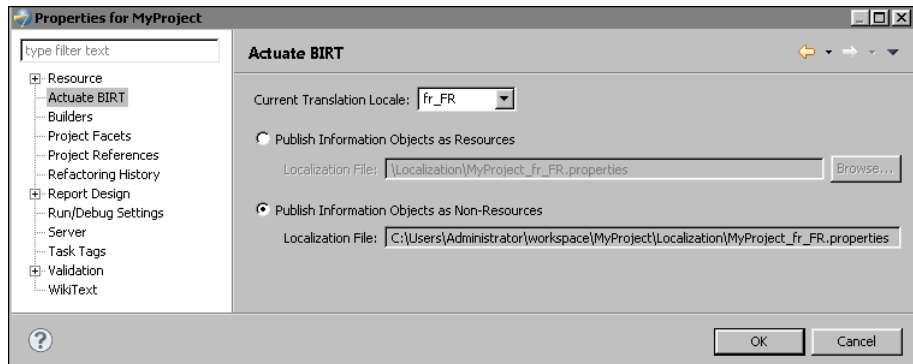 Properties for MyProject
type filter text
Resource
Actuate BIRT
Builders
Project Facets
Project References
Refactoring History
Report Design
Run/Debug Settings
Server
Task Tags
Validation
WikiText
Actuate BIRT
Current Translation Locale: fr_FR
Publish Information Objects as Resources
Localization File: \Localization\MyProject_fr_FR.properties Browse...
Publish Information Objects as Non-Resources
Localization File: C:\Users\Administrator\workspace\MyProject\Localization\MyProject_fr_FR.properties
? OK Cancel